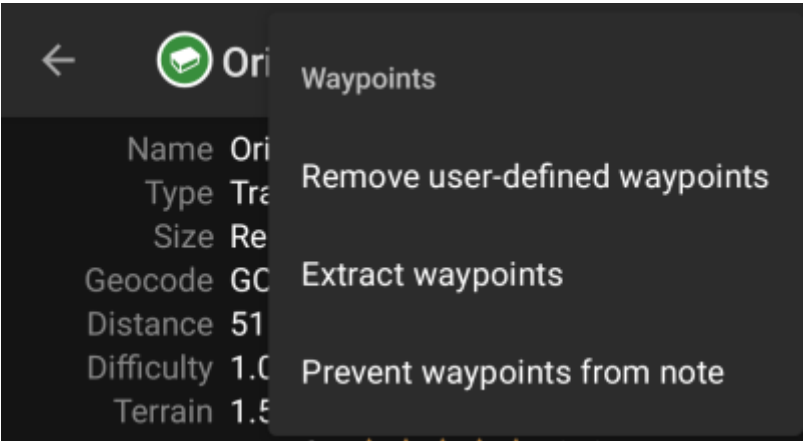 Ori
Name Ori
Type Tra
Size Re
Geocode GC
Distance 51
Difficulty 1.0
Terrain 1.5
Waypoints
Remove user-defined waypoints
Extract waypoints
Prevent waypoints from note